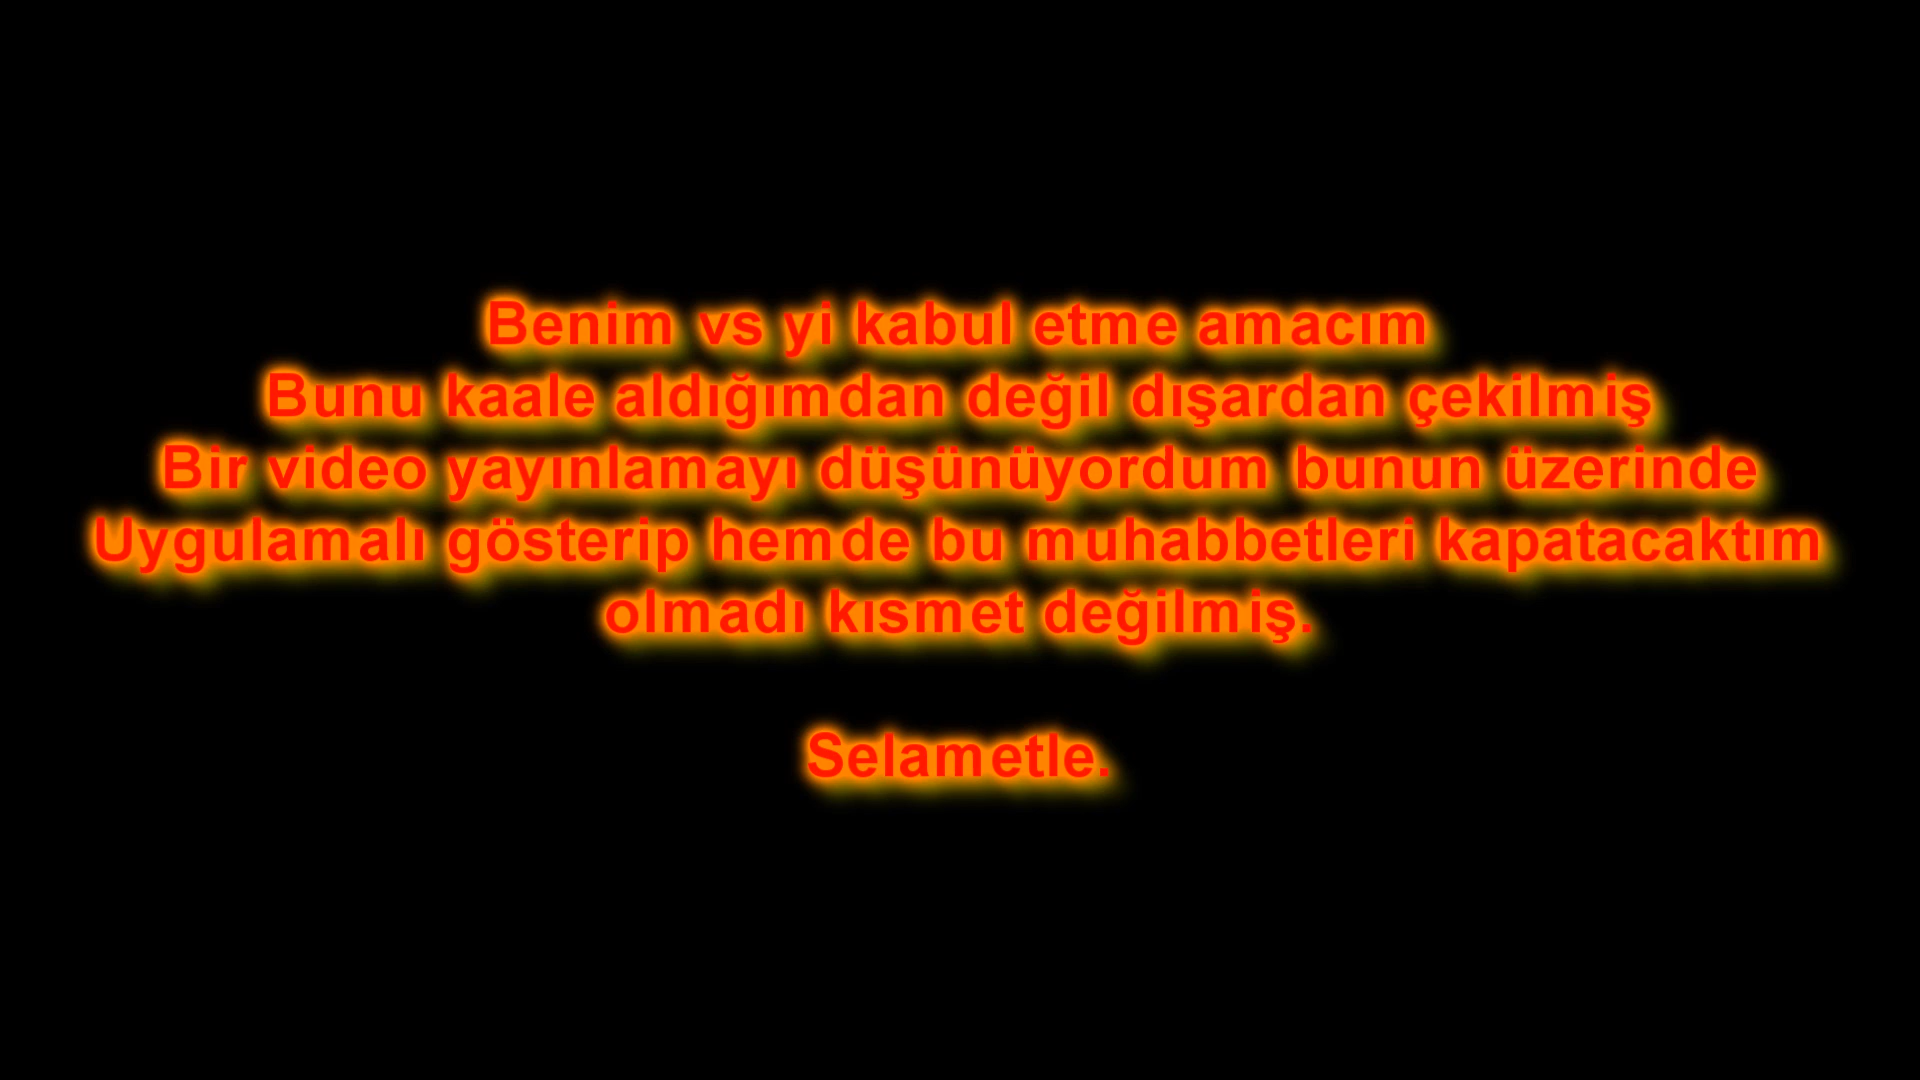 Benim vs yi kabul etme amacım
Bunu kaale aldığımdan değil dışardan çekilmiş
Bir video yayınlamayı düşünüyordum bunun üzerinde
Uygulamalı gösterip hemde bu muhabbetleri kapatacaktım
olmadı kısmet değilmiş.
Selametle.